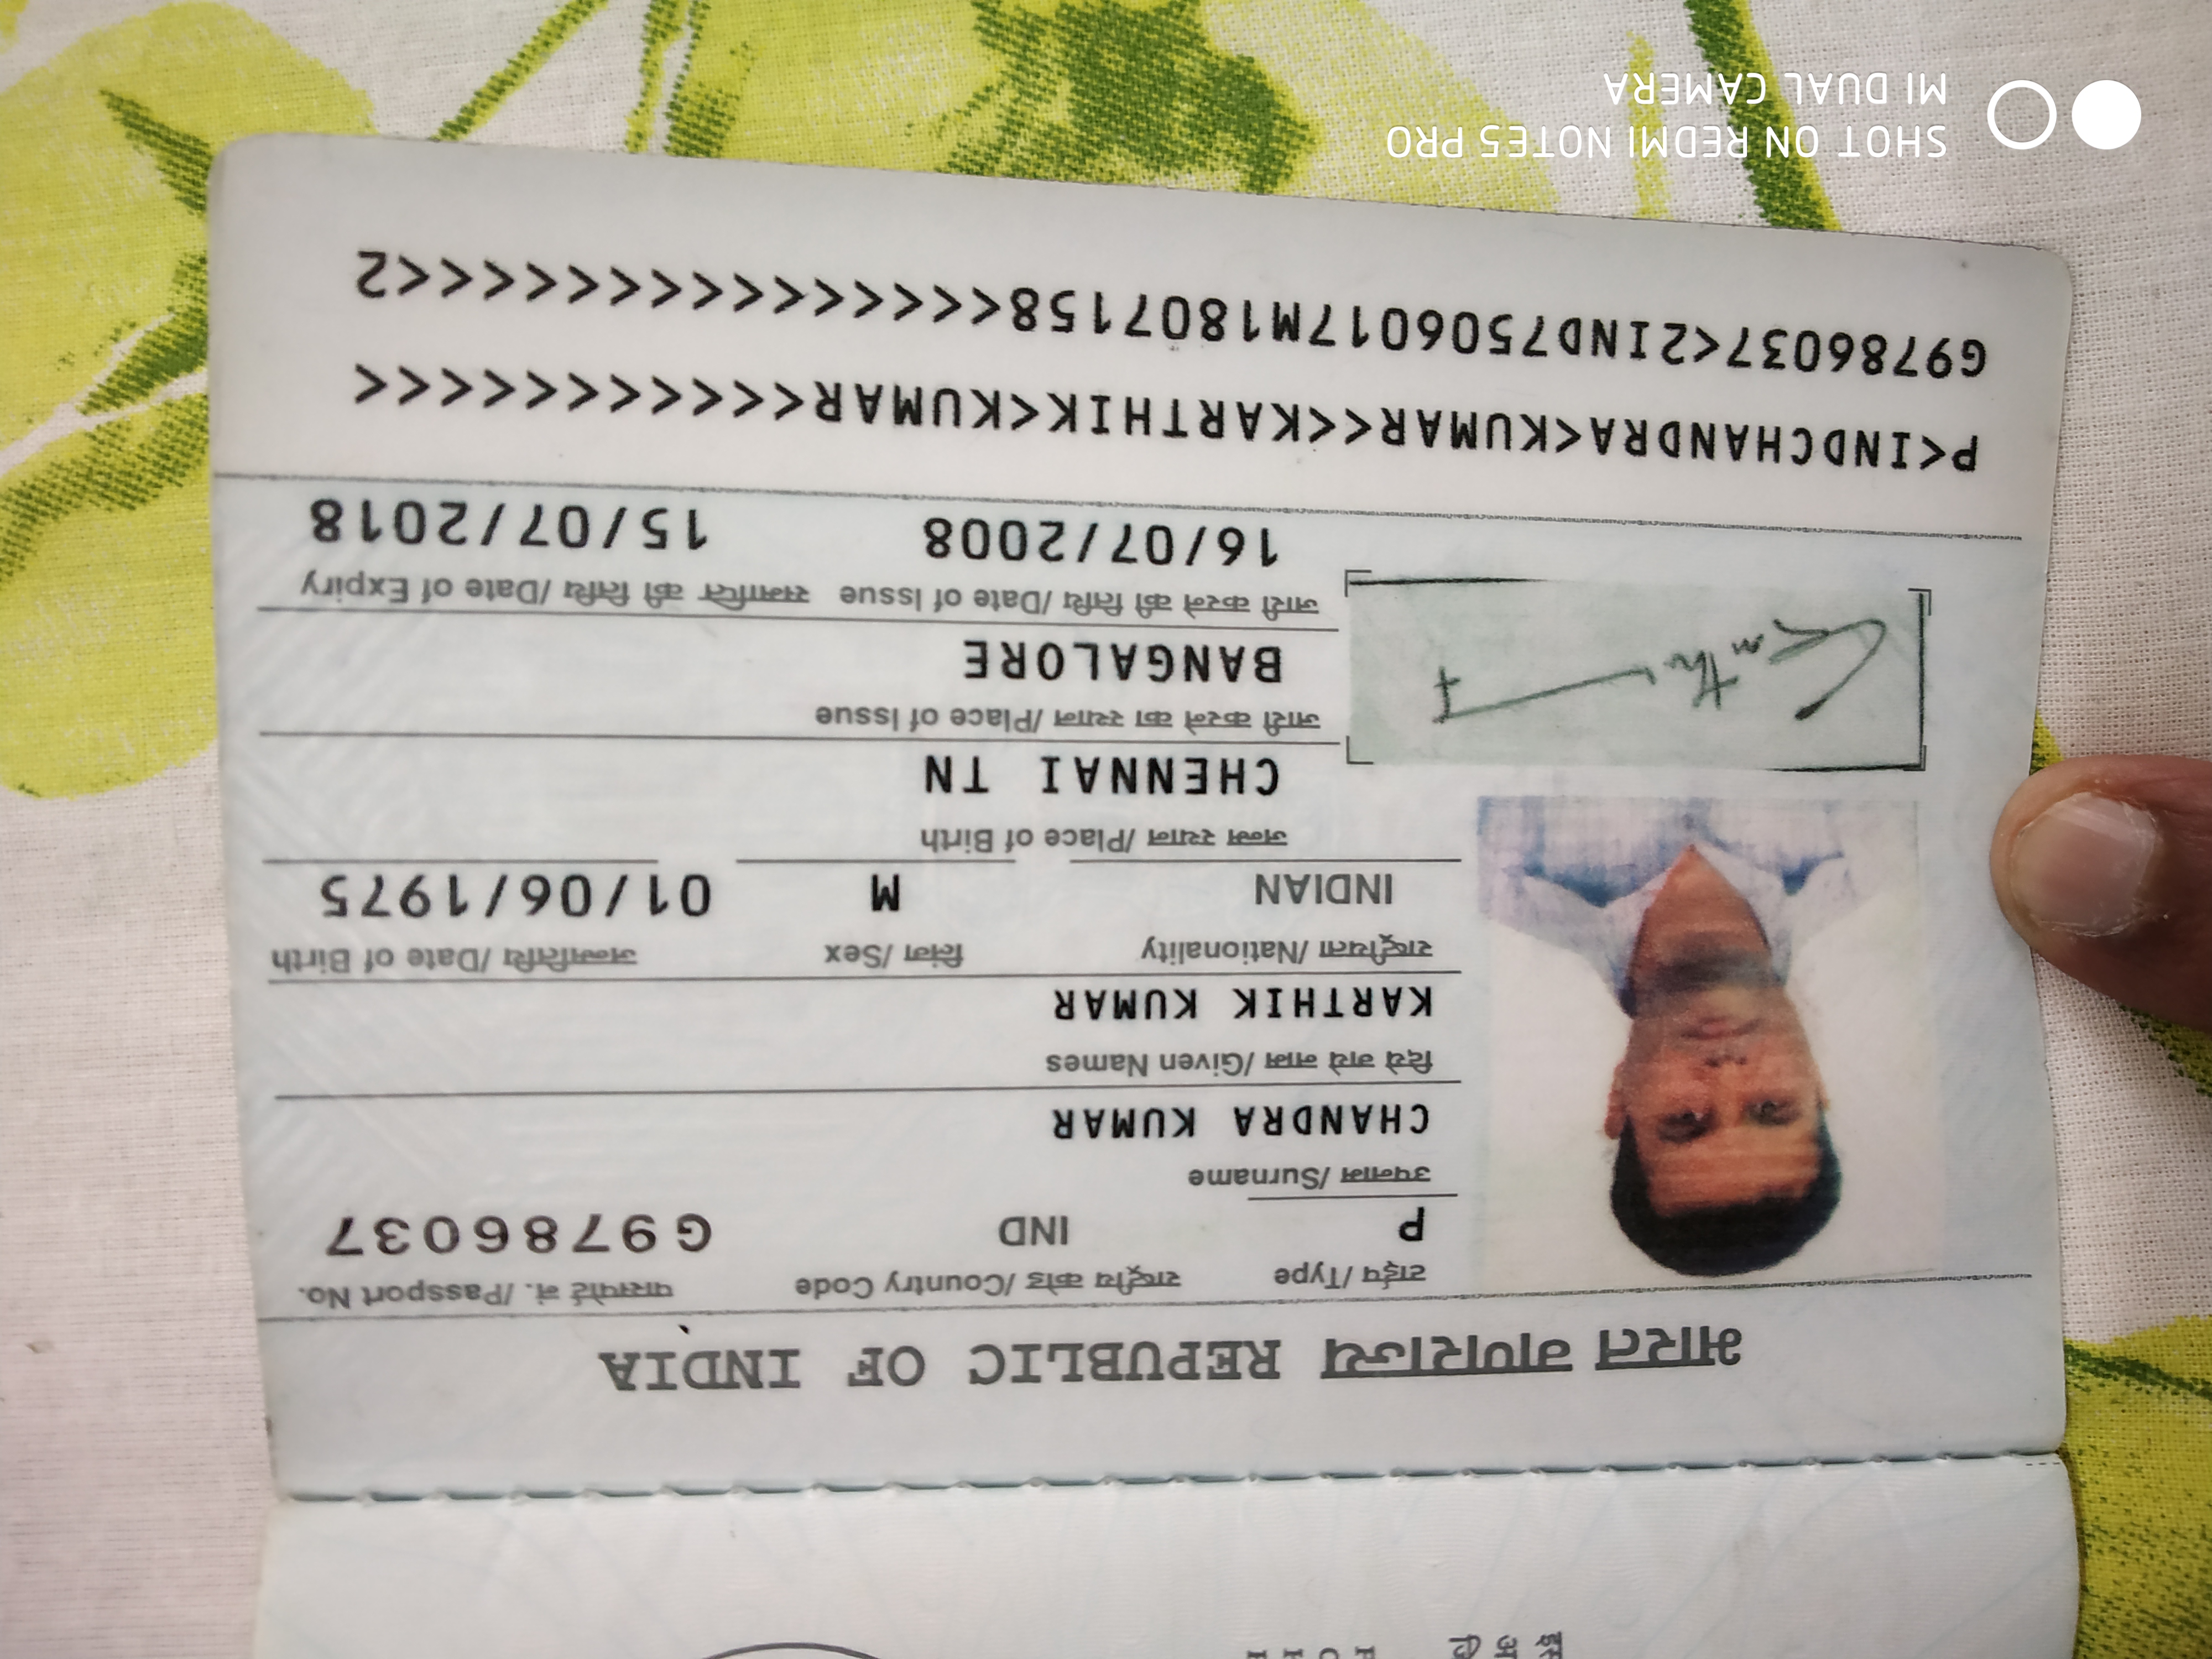 भारत गणराज्य REPUBLIC OF INDIA
टाईप /Type राष्ट्रीय कोड /Country Code पासपोर्ट नं. /Passport No.
P IND G9786037
उपनाम /Surname
CHANDRA KUMAR
दिये गये नाम /Given Names
KARTHIK KUMAR
राष्ट्रीयता /Nationality लिंग /Sex जन्मतिथि /Date of Birth
INDIAN M 01/06/1975
जन्म स्थान /Place of Birth
CHENNAI TN
जारी करने का स्थान /Place of Issue
BANGALORE
जारी करने की तिथि /Date of Issue समाप्ति की तिथि /Date of Expiry
16/07/2008 15/07/2018
P<INDCHANDRA<KUMAR<<KARTHIK<KUMAR<<<<<<<<<<<
G9786037<2IND7506017M1807158<<<<<<<<<<<<<<<2
SHOT ON REDMI NOTE5 PRO
MI DUAL CAMERA